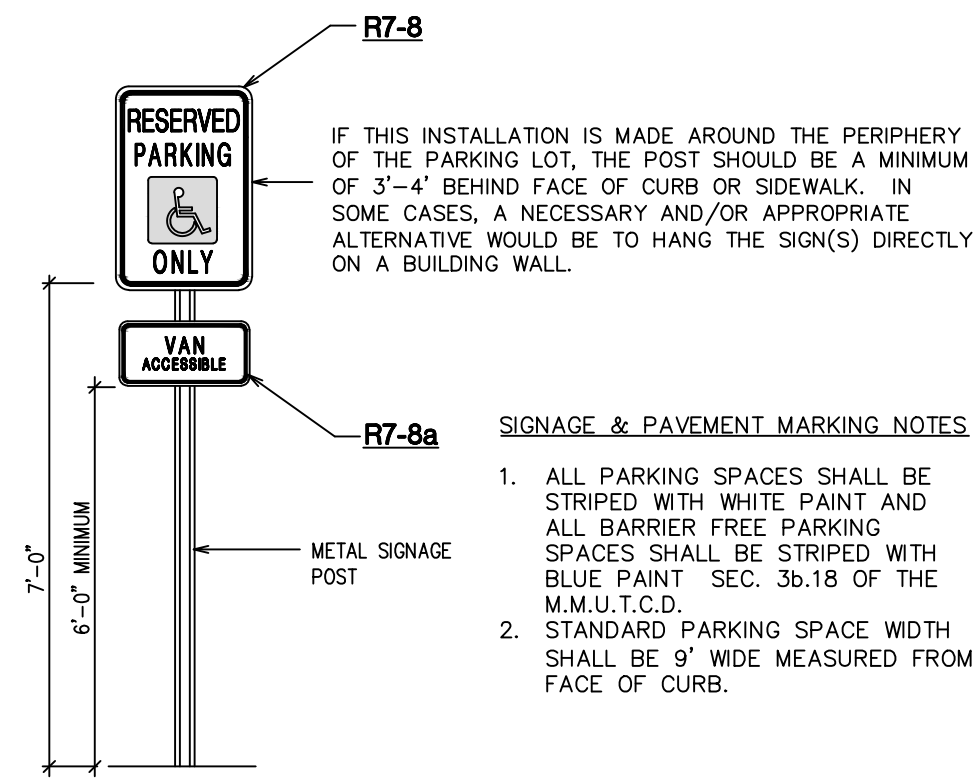 R7-8
RESERVED
PARKING
ONLY
IF THIS INSTALLATION IS MADE AROUND THE PERIPHERY
OF THE PARKING LOT, THE POST SHOULD BE A MINIMUM
OF 3'-4' BEHIND FACE OF CURB OR SIDEWALK. IN
SOME CASES, A NECESSARY AND/OR APPROPRIATE
ALTERNATIVE WOULD BE TO HANG THE SIGN(S) DIRECTLY
ON A BUILDING WALL.
VAN
ACCESSIBLE
R7-8a
METAL SIGNAGE
POST
7'-0"
6'-0" MINIMUM
SIGNAGE & PAVEMENT MARKING NOTES
1. ALL PARKING SPACES SHALL BE
STRIPED WITH WHITE PAINT AND
ALL BARRIER FREE PARKING
SPACES SHALL BE STRIPED WITH
BLUE PAINT SEC. 3b.18 OF THE
M.M.U.T.C.D.
2. STANDARD PARKING SPACE WIDTH
SHALL BE 9' WIDE MEASURED FROM
FACE OF CURB.